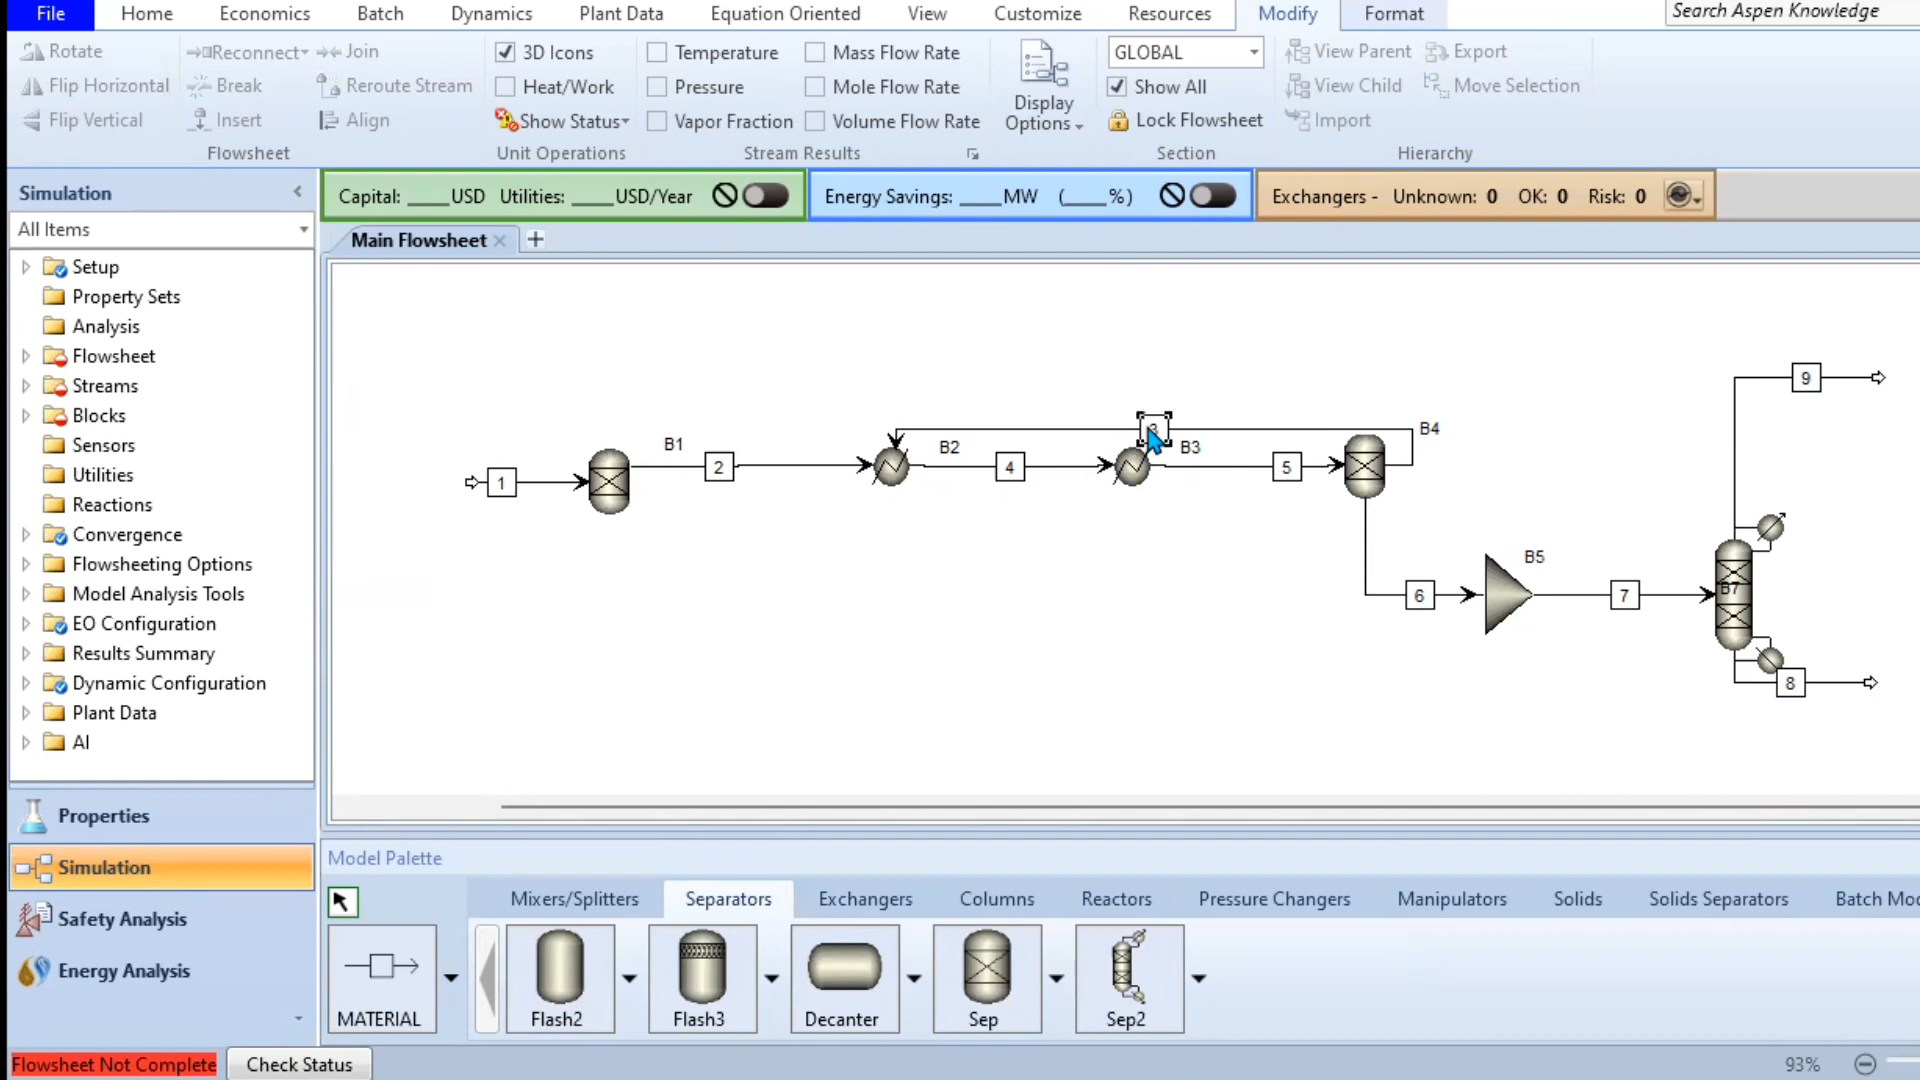 File Home Economics Batch Dynamics Plant Data Equation Oriented View Customize Resources Modify Format Search Aspen Knowledge
Rotate Reconnect Join 3D Icons Temperature Mass Flow Rate GLOBAL View Parent Export
Flip Horizontal Break Reroute Stream Heat/Work Pressure Mole Flow Rate Display Options Show All View Child Move Selection
Flip Vertical Insert Align Show Status Vapor Fraction Volume Flow Rate Lock Flowsheet Import
Flowsheet Unit Operations Stream Results Section Hierarchy
Simulation
Capital: ____USD Utilities: ____USD/Year Energy Savings: ____MW (____%) Exchangers - Unknown: 0 OK: 0 Risk: 0
All Items
Main Flowsheet
Setup
Property Sets
Analysis
Flowsheet
Streams
Blocks
Sensors
Utilities
Reactions
Convergence
Flowsheeting Options
Model Analysis Tools
EO Configuration
Results Summary
Dynamic Configuration
Plant Data
AI
9
B1 B2 B3 B4
1 2 4 5
B5
6 7 B7
8
Properties
Simulation
Safety Analysis
Energy Analysis
Model Palette
Mixers/Splitters Separators Exchangers Columns Reactors Pressure Changers Manipulators Solids Solids Separators Batch
MATERIAL Flash2 Flash3 Decanter Sep Sep2
Flowsheet Not Complete Check Status 93%